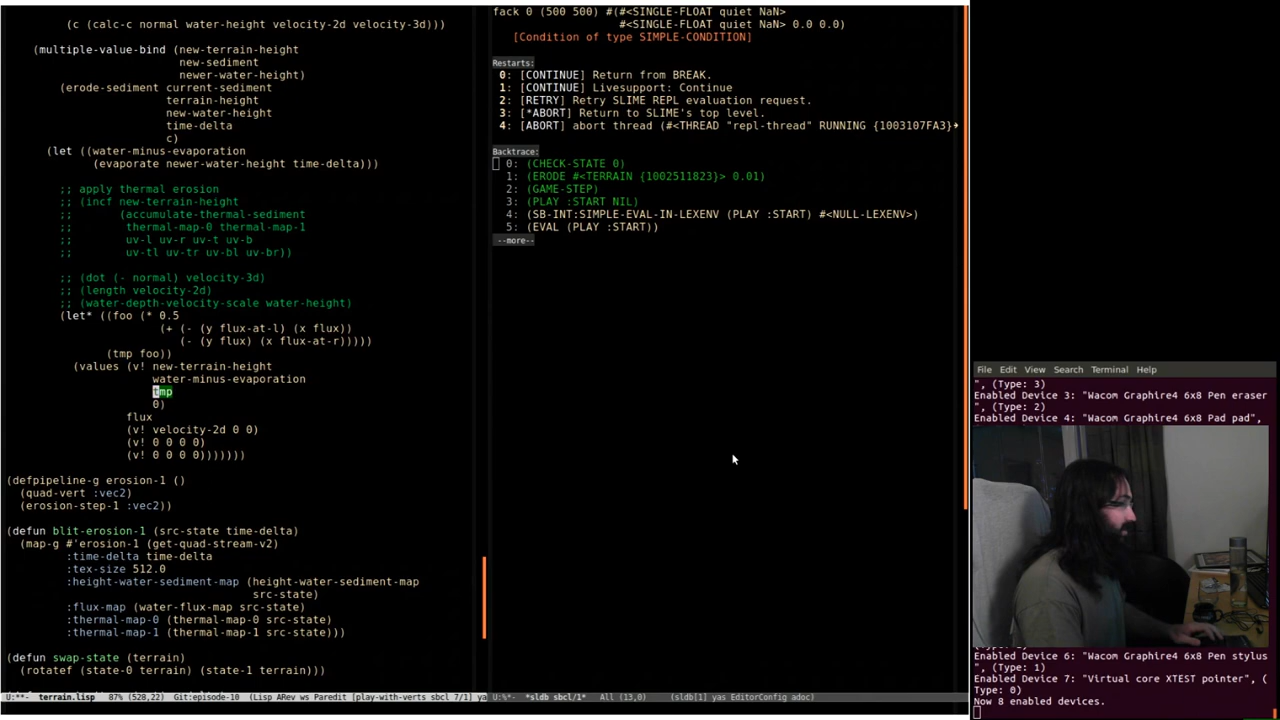 (c (calc-c normal water-height velocity-2d velocity-3d)))
(multiple-value-bind (new-terrain-height
new-sediment
newer-water-height)
(erode-sediment current-sediment
terrain-height
new-water-height
time-delta
c)
(let ((water-minus-evaporation
(evaporate newer-water-height time-delta)))
;; apply thermal erosion
;; (incf new-terrain-height
;;       (accumulate-thermal-sediment
;;        thermal-map-0 thermal-map-1
;;        uv-l uv-r uv-t uv-b
;;        uv-tl uv-tr uv-bl uv-br))
;; (dot (- normal) velocity-3d)
;; (length velocity-2d)
;; (water-depth-velocity-scale water-height)
(let* ((foo (* 0.5
(+ (- (y flux-at-l) (x flux))
(- (y flux) (x flux-at-r)))))
(tmp foo))
(values (v! new-terrain-height
water-minus-evaporation
tmp
0)
flux
(v! velocity-2d 0 0)
(v! 0 0 0 0)
(v! 0 0 0 0)))))))
(defpipeline-g erosion-1 ()
(quad-vert :vec2)
(erosion-step-1 :vec2))
(defun blit-erosion-1 (src-state time-delta)
(map-g #'erosion-1 (get-quad-stream-v2)
:time-delta time-delta
:tex-size 512.0
:height-water-sediment-map (height-water-sediment-map
src-state)
:flux-map (water-flux-map src-state)
:thermal-map-0 (thermal-map-0 src-state)
:thermal-map-1 (thermal-map-1 src-state)))
(defun swap-state (terrain)
(rotatef (state-0 terrain) (state-1 terrain)))
U:**-  terrain.lisp   87% (528,22)  Git:episode-10  (Lisp ARev ws Paredit [play-with-verts sbcl 7/1] ya
fack 0 (500 500) #(#<SINGLE-FLOAT quiet NaN>
#<SINGLE-FLOAT quiet NaN> 0.0 0.0)
[Condition of type SIMPLE-CONDITION]
Restarts:
0: [CONTINUE] Return from BREAK.
1: [CONTINUE] Livesupport: Continue
2: [RETRY] Retry SLIME REPL evaluation request.
3: [*ABORT] Return to SLIME's top level.
4: [ABORT] abort thread (#<THREAD "repl-thread" RUNNING {1003107FA3}
Backtrace:
0: (CHECK-STATE 0)
1: (ERODE #<TERRAIN {1002511823}> 0.01)
2: (GAME-STEP)
3: (PLAY :START NIL)
4: (SB-INT:SIMPLE-EVAL-IN-LEXENV (PLAY :START) #<NULL-LEXENV>)
5: (EVAL (PLAY :START))
--more--
U:%*-  *sldb sbcl/1*   All (13,0)     (sldb[1] yas EditorConfig adoc)
File  Edit  View  Search  Terminal  Help
", (Type: 3)
Enabled Device 3: "Wacom Graphire4 6x8 Pen eraser
", (Type: 2)
Enabled Device 4: "Wacom Graphire4 6x8 Pad pad",
Enabled Device 6: "Wacom Graphire4 6x8 Pen stylus
", (Type: 1)
Enabled Device 7: "Virtual core XTEST pointer", (
Type: 0)
Now 8 enabled devices.